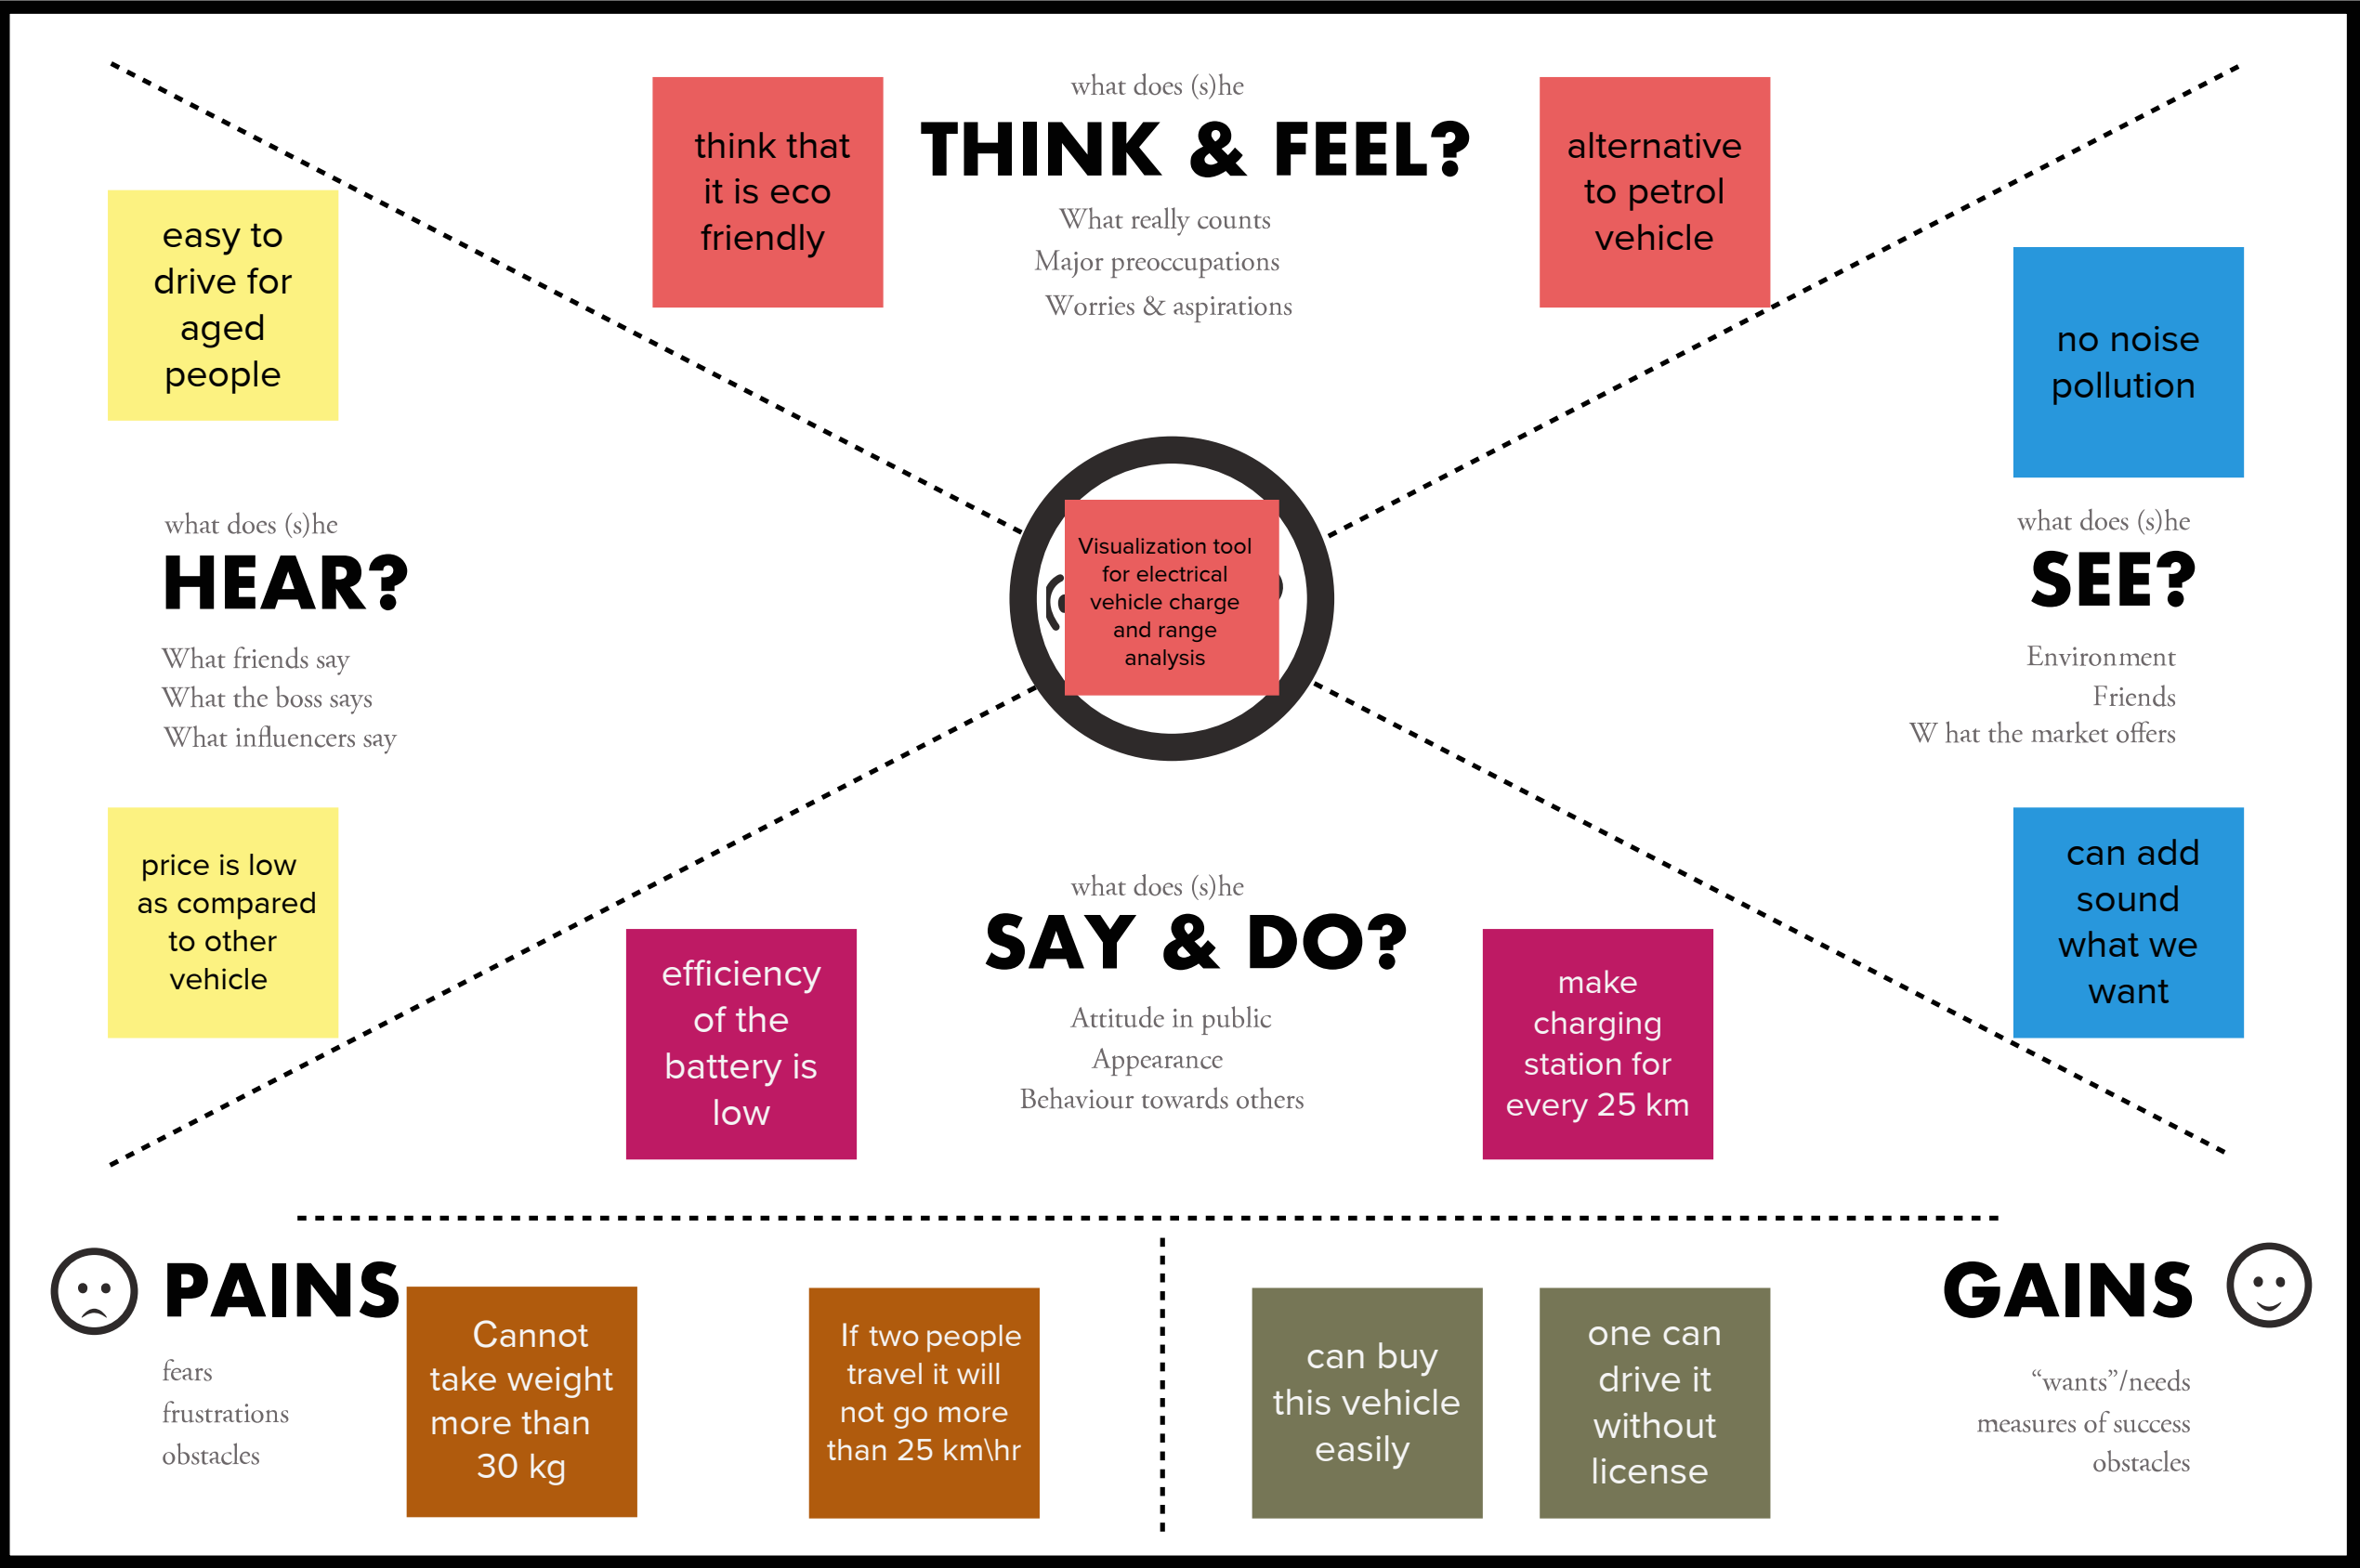 what does (s)he
THINK & FEEL?
What really counts
Major preoccupations
Worries & aspirations
think that
it is eco
friendly
alternative
to petrol
vehicle
easy to
drive for
aged
people
what does (s)he
HEAR?
What friends say
What the boss says
What influencers say
price is low
as compared
to other
vehicle
Visualization tool
for electrical
vehicle charge
and range
analysis
no noise
pollution
what does (s)he
SEE?
Environment
Friends
W hat the market offers
can add
sound
what we
want
what does (s)he
SAY & DO?
Attitude in public
Appearance
Behaviour towards others
efficiency
of the
battery is
low
make
charging
station for
every 25 km
PAINS
fears
frustrations
obstacles
Cannot
take weight
more than
30 kg
If two people
travel it will
not go more
than 25 km\hr
can buy
this vehicle
easily
one can
drive it
without
license
GAINS
“wants”/needs
measures of success
obstacles